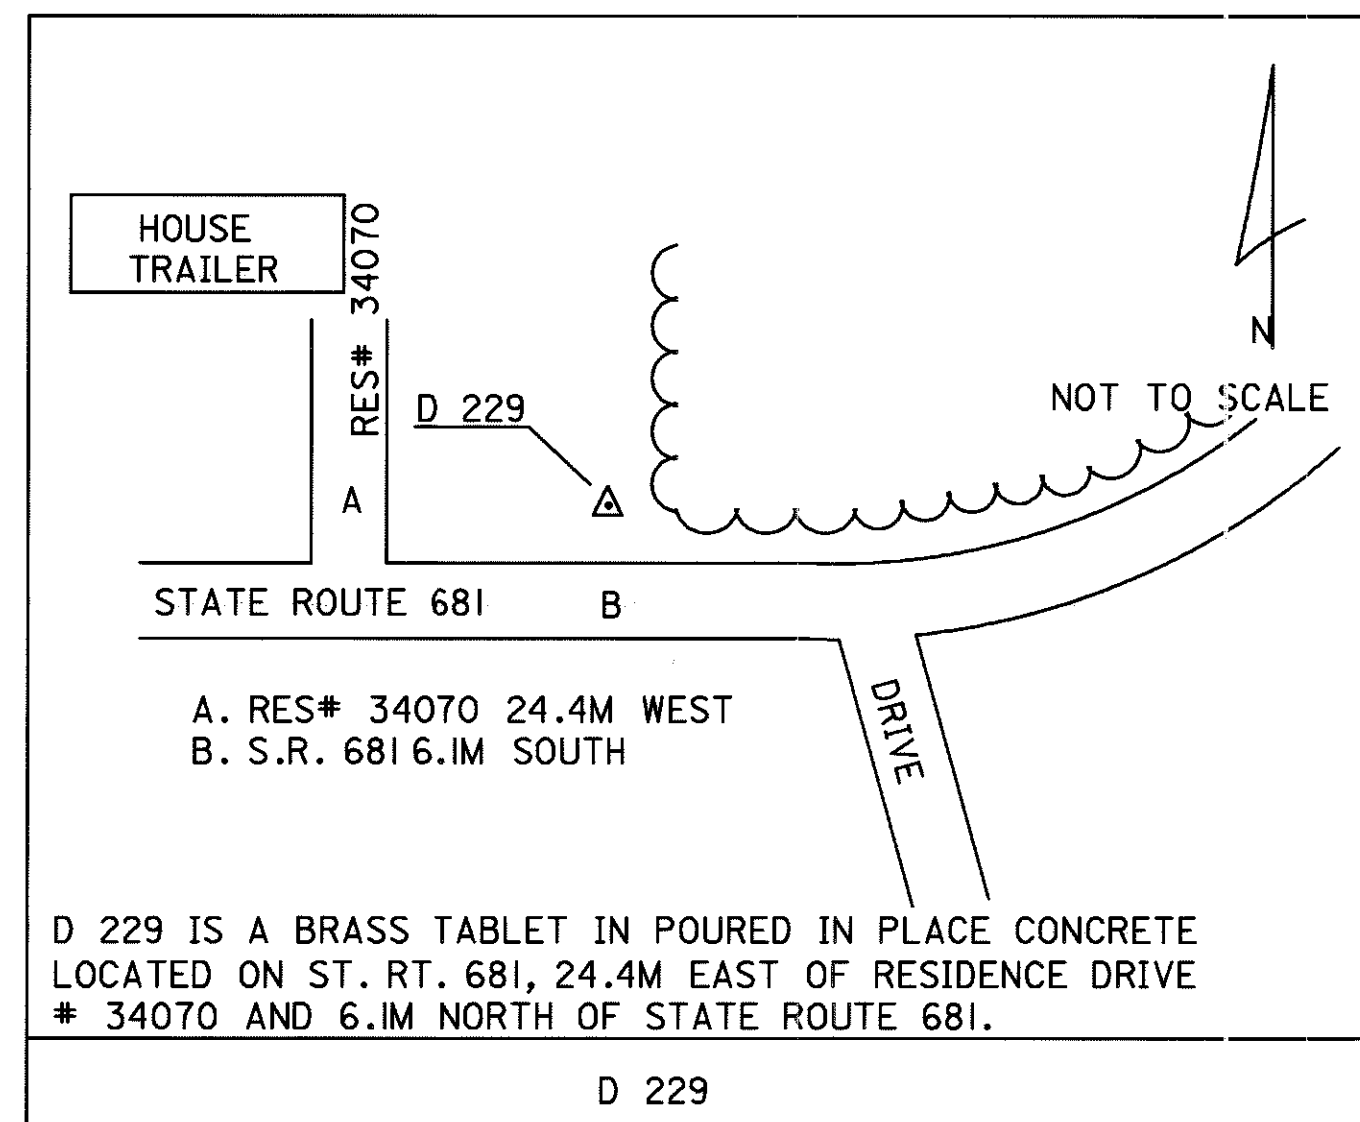 HOUSE
TRAILER
RES# 34070
D 229
N
NOT TO SCALE
A
STATE ROUTE 681
B
A. RES# 34070 24.4M WEST
B. S.R. 681 6.1M SOUTH
DRIVE
D 229 IS A BRASS TABLET IN POURED IN PLACE CONCRETE
LOCATED ON ST. RT. 681, 24.4M EAST OF RESIDENCE DRIVE
# 34070 AND 6.1M NORTH OF STATE ROUTE 681.
D 229